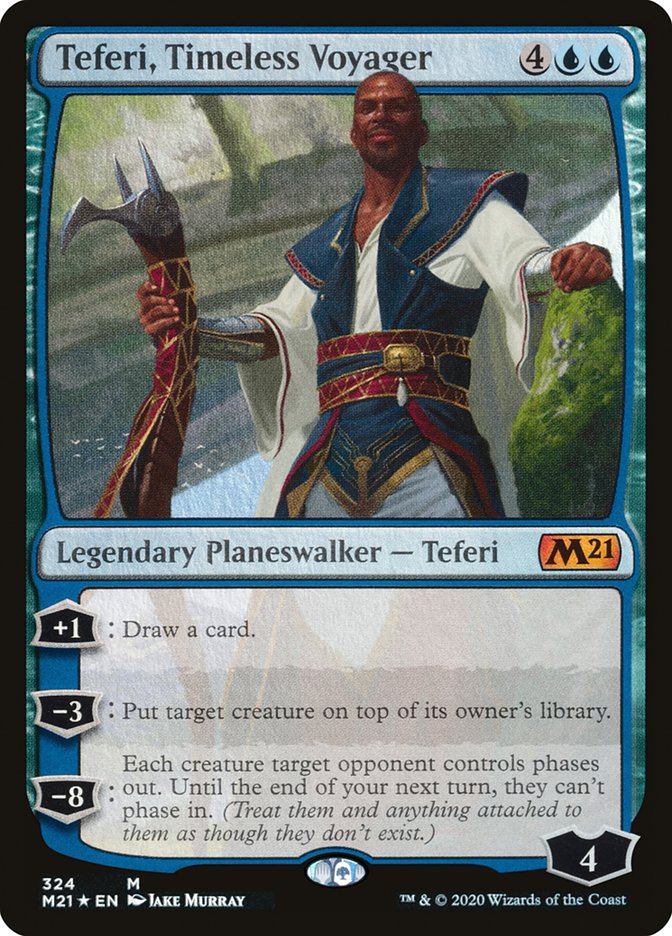 Teferi, Timeless Voyager 4
Legendary Planeswalker — Teferi M21
+1 : Draw a card.
−3 : Put target creature on top of its owner's library.
Each creature target opponent controls phases
out. Until the end of your next turn, they can't
−8 : phase in. (Treat them and anything attached to
them as though they don't exist.)
4
324 M
M21 ★ EN Jake Murray ™ & © 2020 Wizards of the Coast